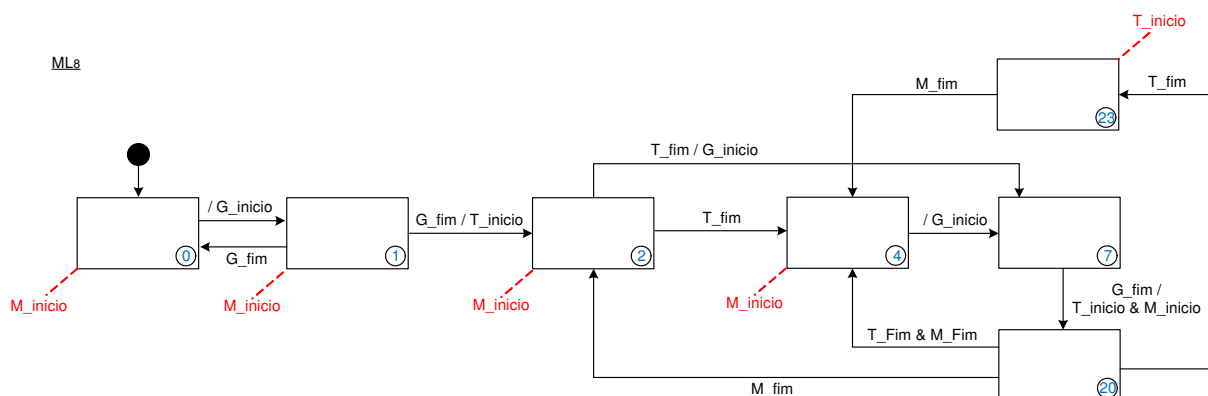 T_inicio
ML8
M_fim
T_fim
23
T_fim / G_inicio
/ G_inicio
G_fim / T_inicio
T_fim
/ G_inicio
G_fim
0
1
2
4
7
M_inicio
M_inicio
M_inicio
M_inicio
G_fim /
T_inicio & M_inicio
T_Fim & M_Fim
M_fim
20